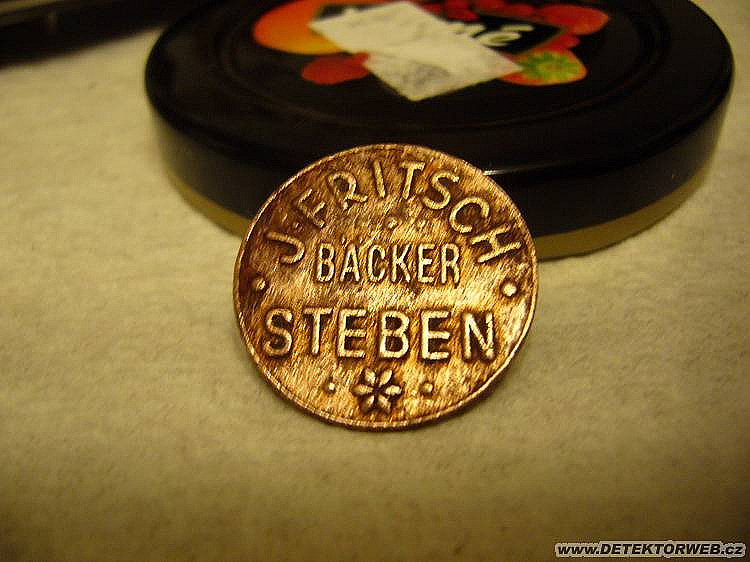 J. FRITSCH
BÄCKER
STEBEN
www.DETEKTORWEB.cz